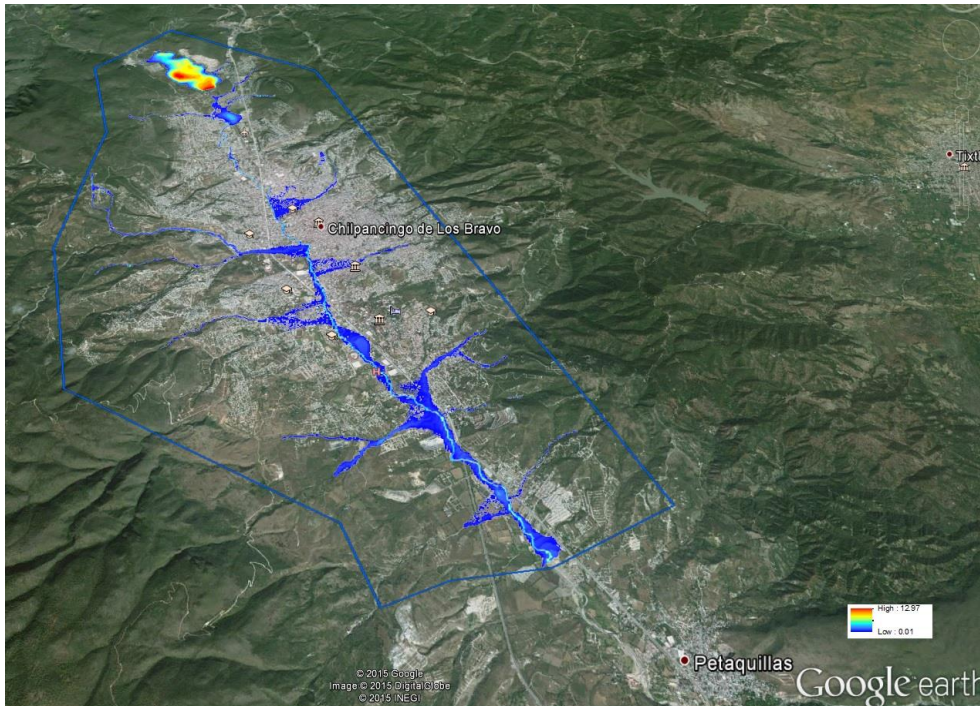 Tixt
Chilpancingo de Los Bravo
High : 12.97
Low : 0.01
Petaquillas
© 2015 Google
Image © 2015 DigitalGlobe
© 2015 INEGI
Google earth